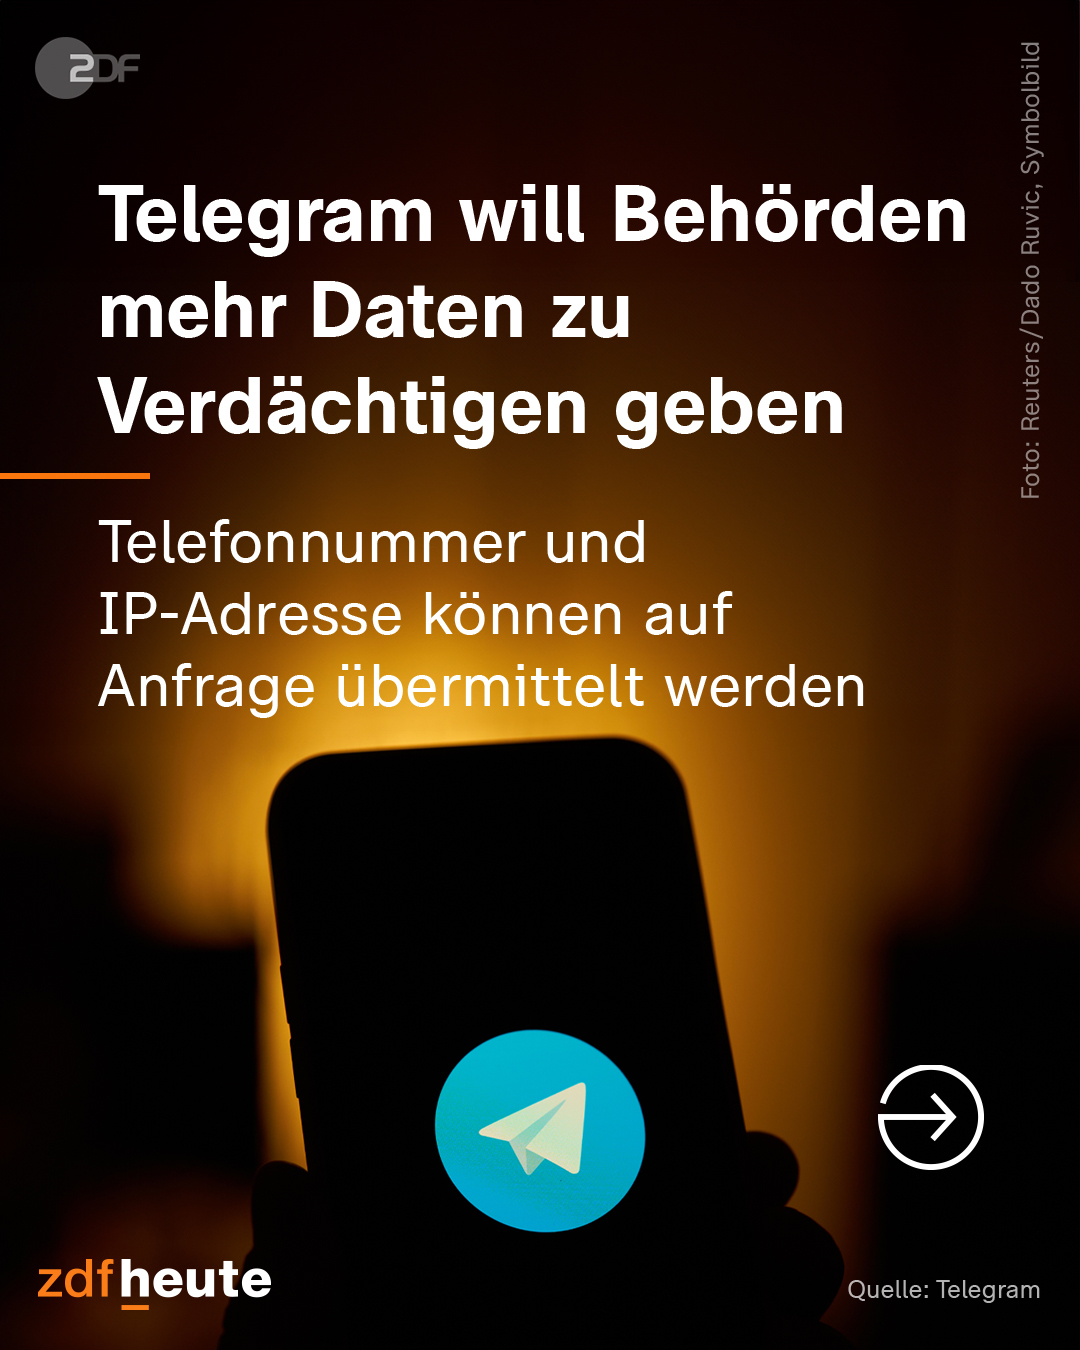 ZDF
Foto: Reuters/Dado Ruvic, Symbolbild
Telegram will Behörden
mehr Daten zu
Verdächtigen geben
Telefonnummer und
IP-Adresse können auf
Anfrage übermittelt werden
zdfheute
Quelle: Telegram